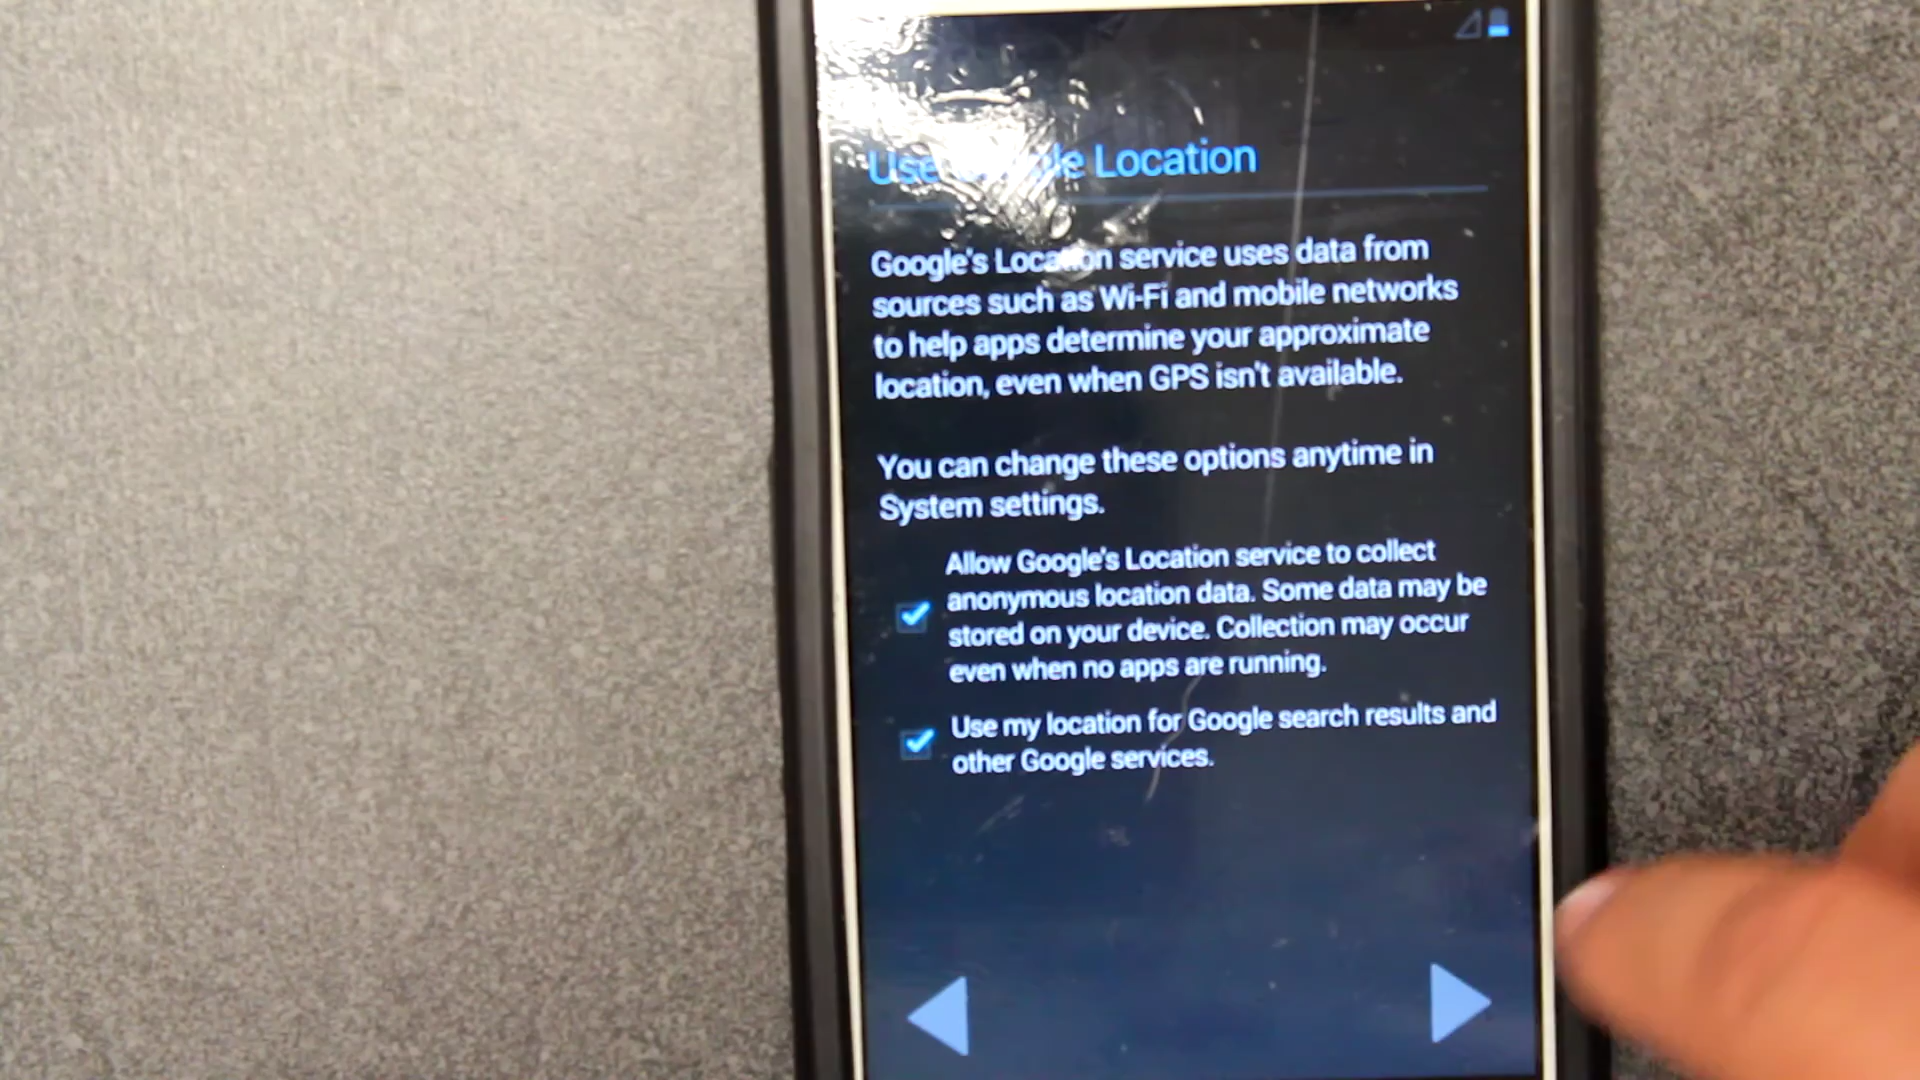 Use Google Location
Google's Location service uses data from
sources such as Wi-Fi and mobile networks
to help apps determine your approximate
location, even when GPS isn't available.
You can change these options anytime in
System settings.
Allow Google's Location service to collect
anonymous location data. Some data may be
stored on your device. Collection may occur
even when no apps are running.
Use my location for Google search results and
other Google services.